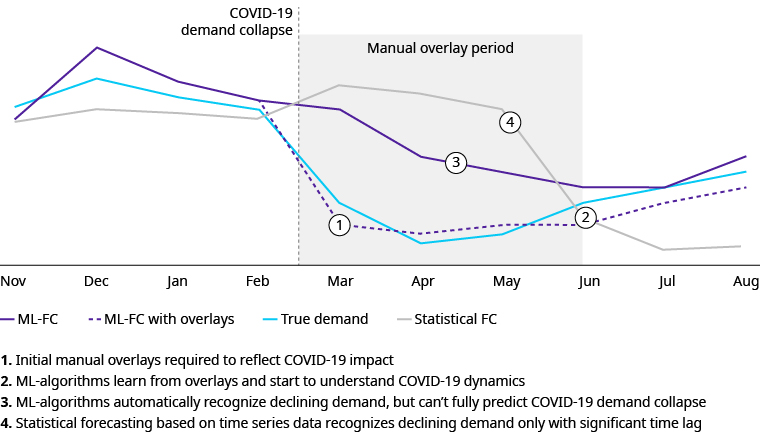 COVID-19
demand collapse
Manual overlay period
4
3
1
2
Nov Dec Jan Feb Mar Apr May Jun Jul Aug
ML-FC ML-FC with overlays True demand Statistical FC
1. Initial manual overlays required to reflect COVID-19 impact
2. ML-algorithms learn from overlays and start to understand COVID-19 dynamics
3. ML-algorithms automatically recognize declining demand, but can’t fully predict COVID-19 demand collapse
4. Statistical forecasting based on time series data recognizes declining demand only with significant time lag